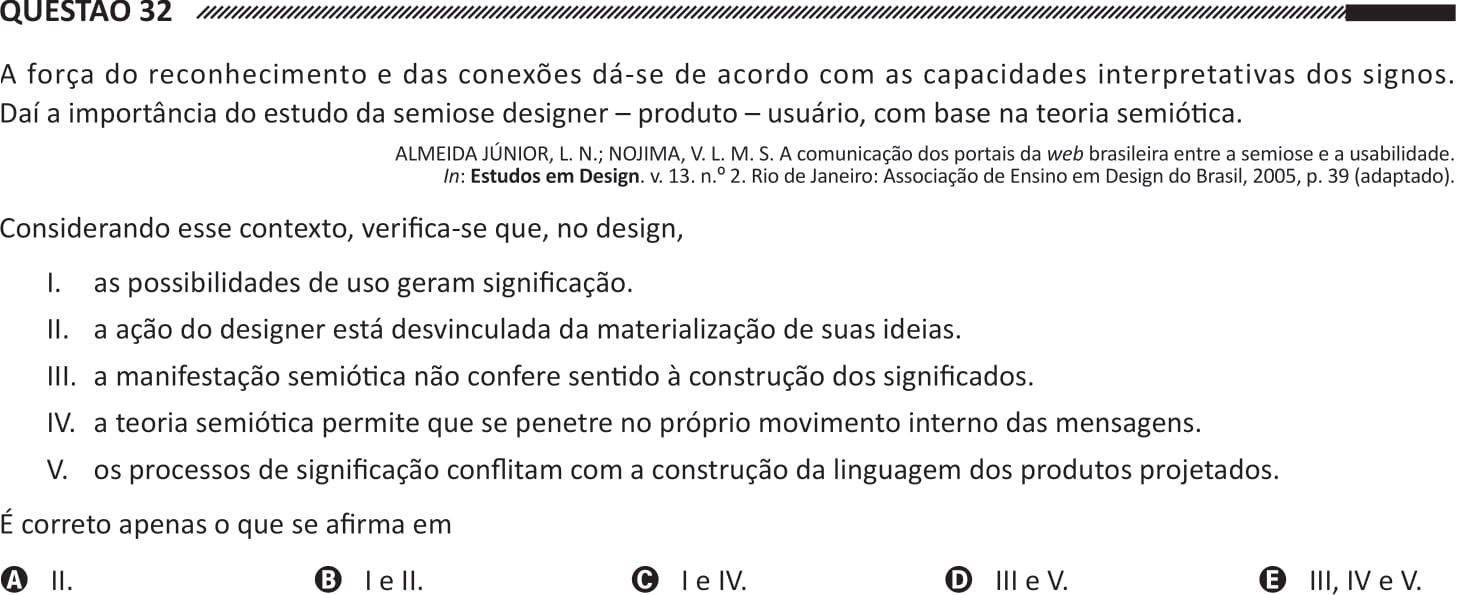 QUESTÃO 32
A força do reconhecimento e das conexões dá-se de acordo com as capacidades interpretativas dos signos.
Daí a importância do estudo da semiose designer – produto – usuário, com base na teoria semiótica.
ALMEIDA JÚNIOR, L. N.; NOJIMA, V. L. M. S. A comunicação dos portais da web brasileira entre a semiose e a usabilidade.
In: Estudos em Design. v. 13. n.º 2. Rio de Janeiro: Associação de Ensino em Design do Brasil, 2005, p. 39 (adaptado).
Considerando esse contexto, verifica-se que, no design,
I. as possibilidades de uso geram significação.
II. a ação do designer está desvinculada da materialização de suas ideias.
III. a manifestação semiótica não confere sentido à construção dos significados.
IV. a teoria semiótica permite que se penetre no próprio movimento interno das mensagens.
V. os processos de significação conflitam com a construção da linguagem dos produtos projetados.
É correto apenas o que se afirma em
A II. B I e II. C I e IV. D III e V. E III, IV e V.